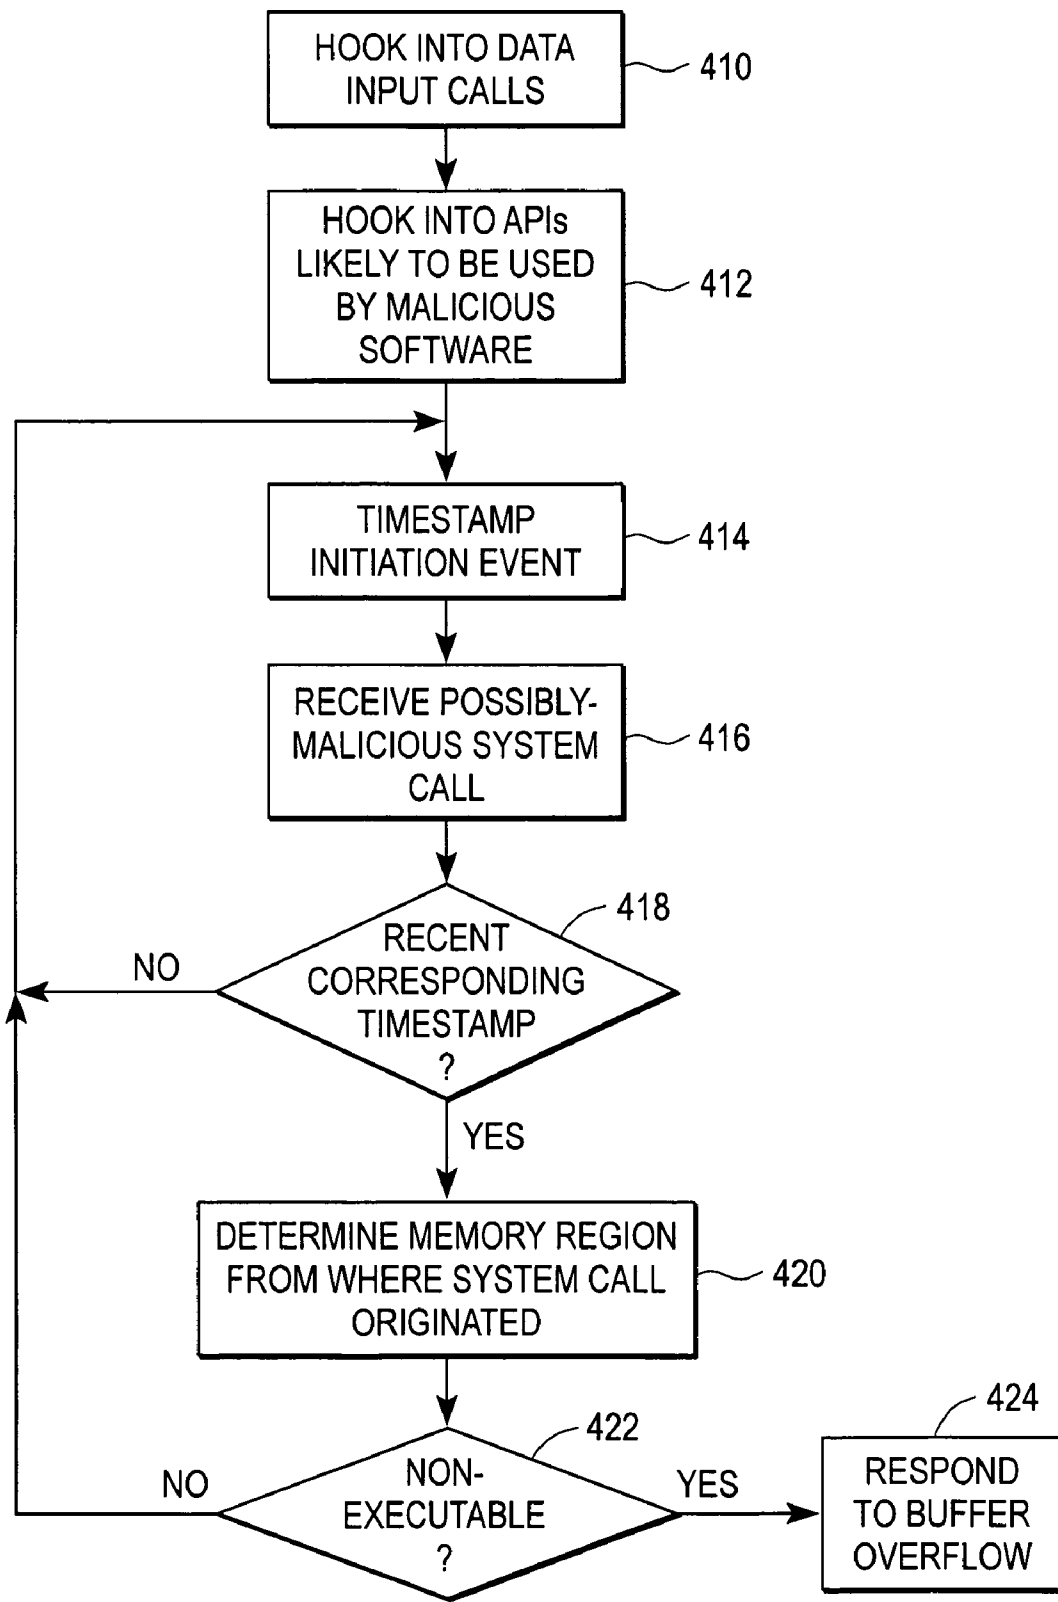 HOOK INTO DATA
INPUT CALLS
410
HOOK INTO APIs
LIKELY TO BE USED
BY MALICIOUS
SOFTWARE
412
TIMESTAMP
INITIATION EVENT
414
RECEIVE POSSIBLY-
MALICIOUS SYSTEM
CALL
416
418
RECENT
CORRESPONDING
TIMESTAMP
?
NO
YES
DETERMINE MEMORY REGION
FROM WHERE SYSTEM CALL
ORIGINATED
420
422
NON-
EXECUTABLE
?
NO
YES
424
RESPOND
TO BUFFER
OVERFLOW